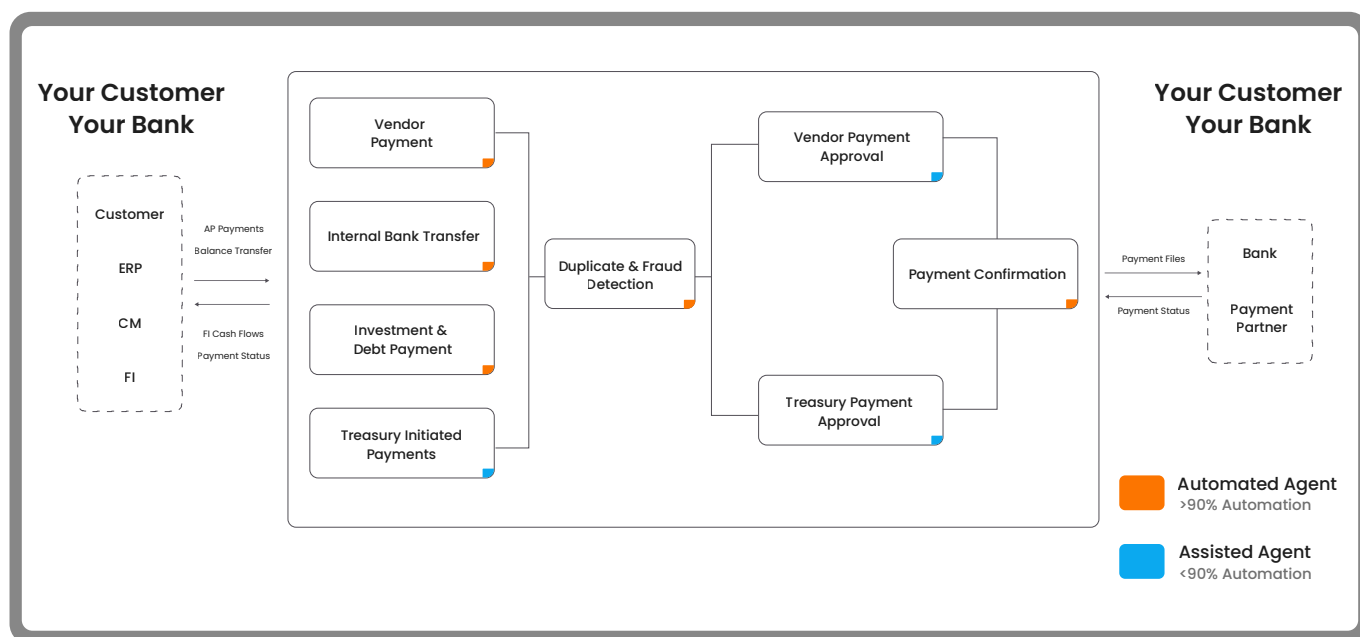 Your Customer
Your Bank
Customer
ERP
CM
FI
AP Payments
Balance Transfer
FI Cash Flows
Payment Status
Vendor
Payment
Internal Bank Transfer
Investment &
Debt Payment
Treasury Initiated
Payments
Duplicate & Fraud
Detection
Vendor Payment
Approval
Payment Confirmation
Treasury Payment
Approval
Payment Files
Payment Status
Your Customer
Your Bank
Bank
Payment
Partner
Automated Agent
>90% Automation
Assisted Agent
<90% Automation